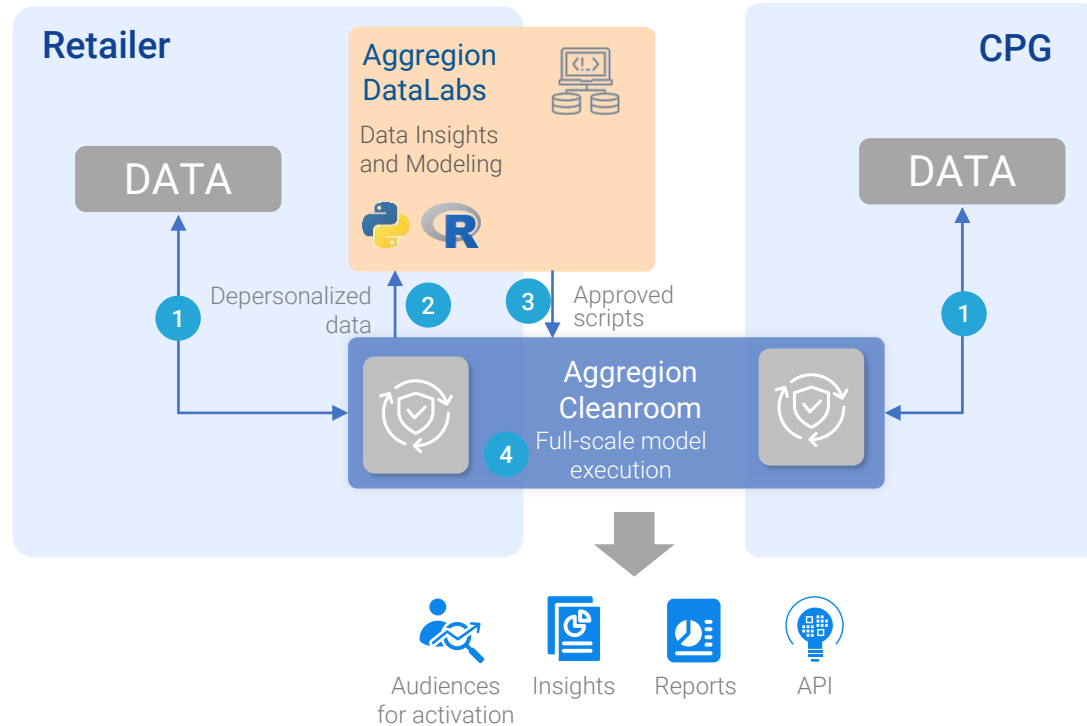 Retailer
Aggregion
DataLabs
Data Insights
and Modeling
R
<!...>
CPG
DATA
DATA
1
Depersonalized
data
2
3
Approved
scripts
1
Aggregion
Cleanroom
4
Full-scale model
execution
Audiences
for activation
Insights
Reports
API